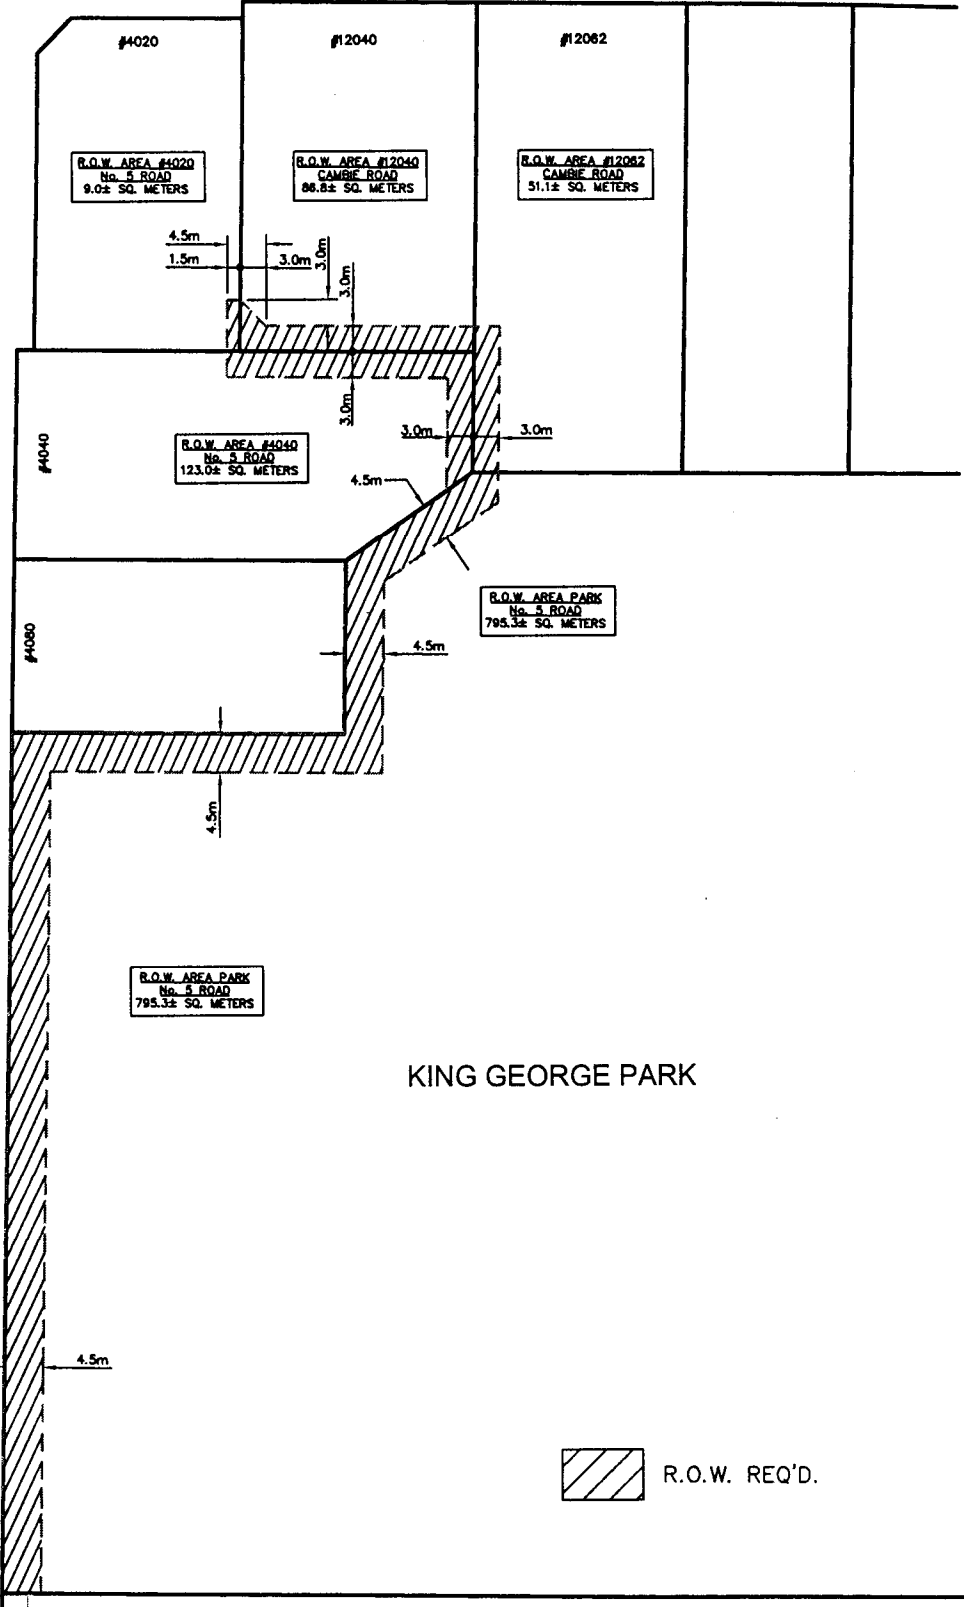 #4020
#12040
#12062
R.O.W. AREA #4020
No. 5 ROAD
9.0± SQ. METERS
R.O.W. AREA #12040
CAMBIE ROAD
86.8± SQ. METERS
R.O.W. AREA #12062
CAMBIE ROAD
51.1± SQ. METERS
4.5m
1.5m
3.0m
3.0m
3.0m
3.0m
3.0m
3.0m
#4040
R.O.W. AREA #4040
No. 5 ROAD
123.0± SQ. METERS
4.5m
R.O.W. AREA PARK
No. 5 ROAD
795.3± SQ. METERS
#4080
4.5m
4.5m
R.O.W. AREA PARK
No. 5 ROAD
795.3± SQ. METERS
KING GEORGE PARK
4.5m
R.O.W. REQ'D.